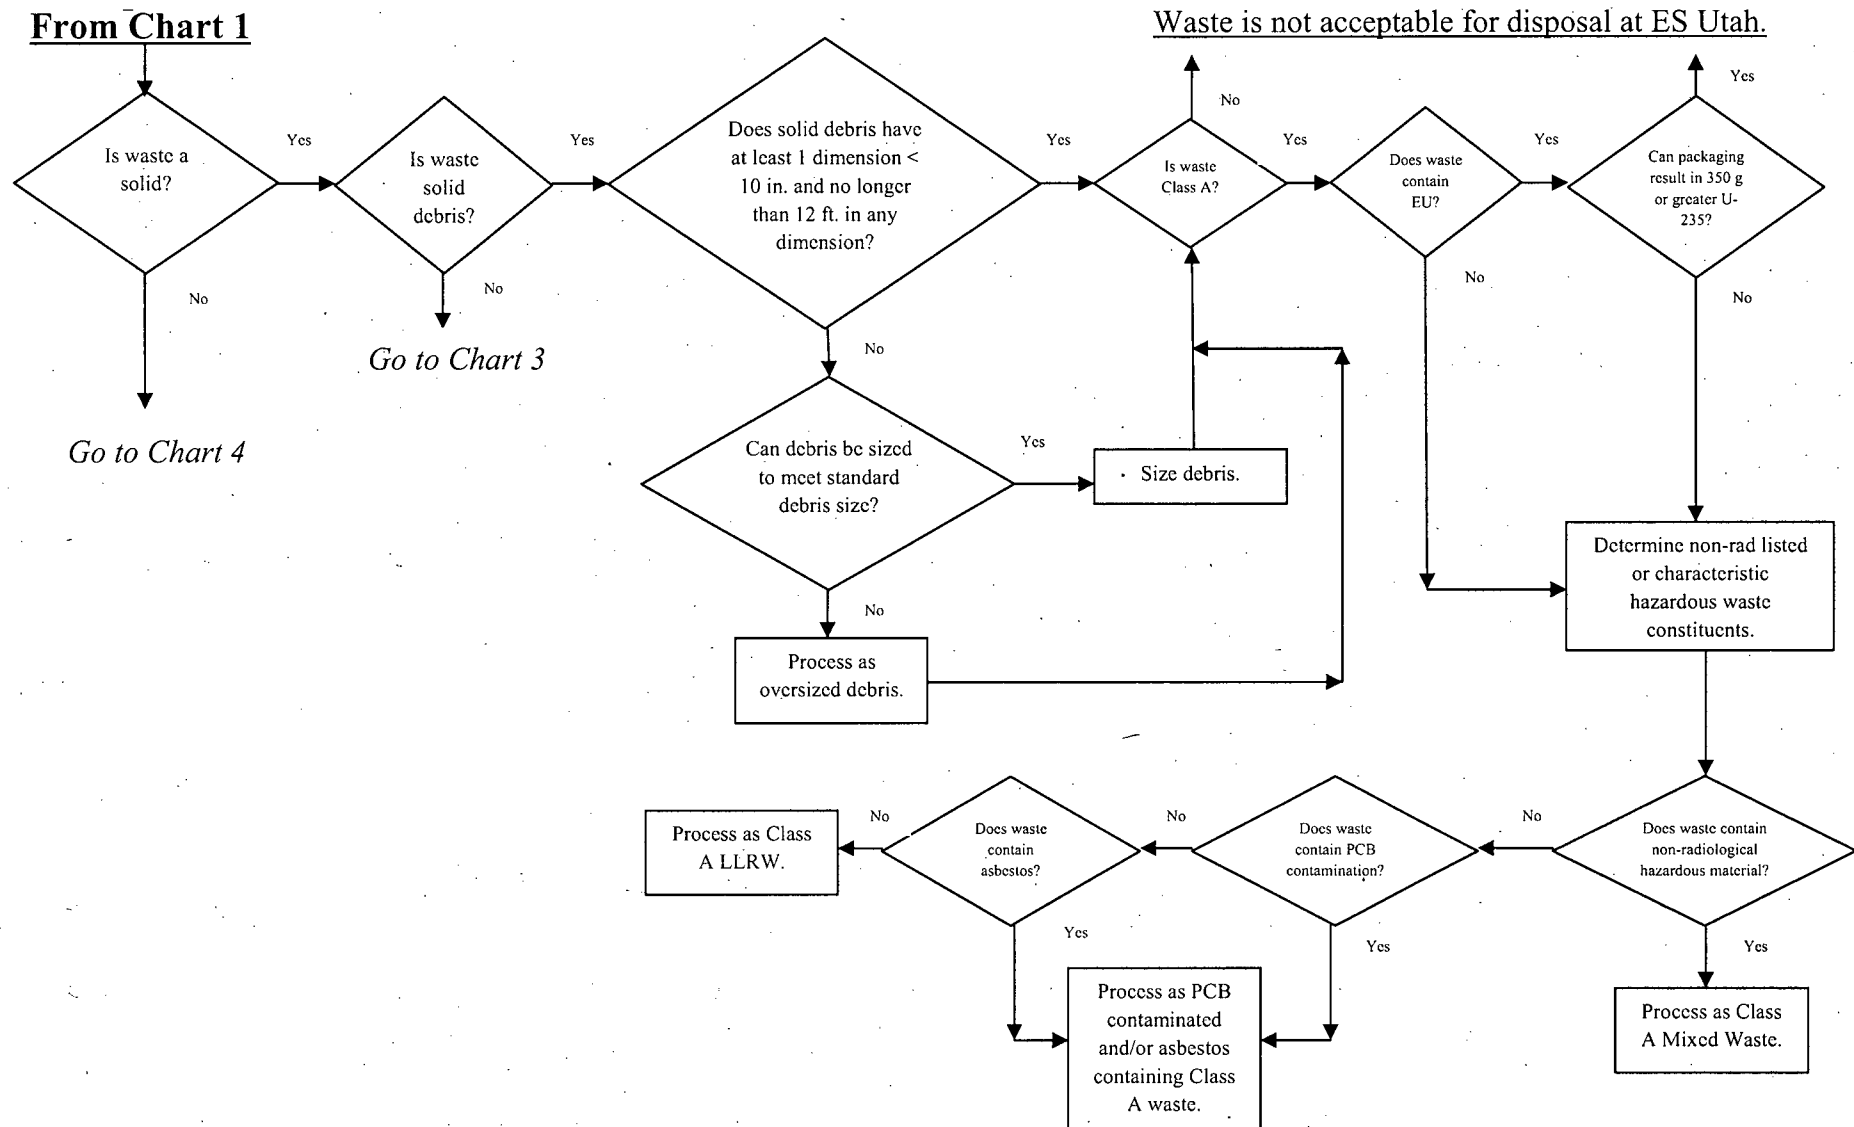 From Chart 1
Waste is not acceptable for disposal at ES Utah.
Is waste a
solid?
Yes
No
Go to Chart 4
Is waste
solid
debris?
Yes
No
Go to Chart 3
Does solid debris have
at least 1 dimension <
10 in. and no longer
than 12 ft. in any
dimension?
Yes
No
Is waste
Class A?
No
Yes
Does waste
contain
EU?
Yes
No
Can packaging
result in 350 g
or greater U-
235?
Yes
No
Can debris be sized
to meet standard
debris size?
Yes
No
Size debris.
Process as
oversized debris.
Determine non-rad listed
or characteristic
hazardous waste
constituents.
Does waste contain
non-radiological
hazardous material?
No
Yes
Process as Class
A Mixed Waste.
Does waste
contain PCB
contamination?
No
Yes
Does waste
contain
asbestos?
No
Yes
Process as Class
A LLRW.
Process as PCB
contaminated
and/or asbestos
containing Class
A waste.